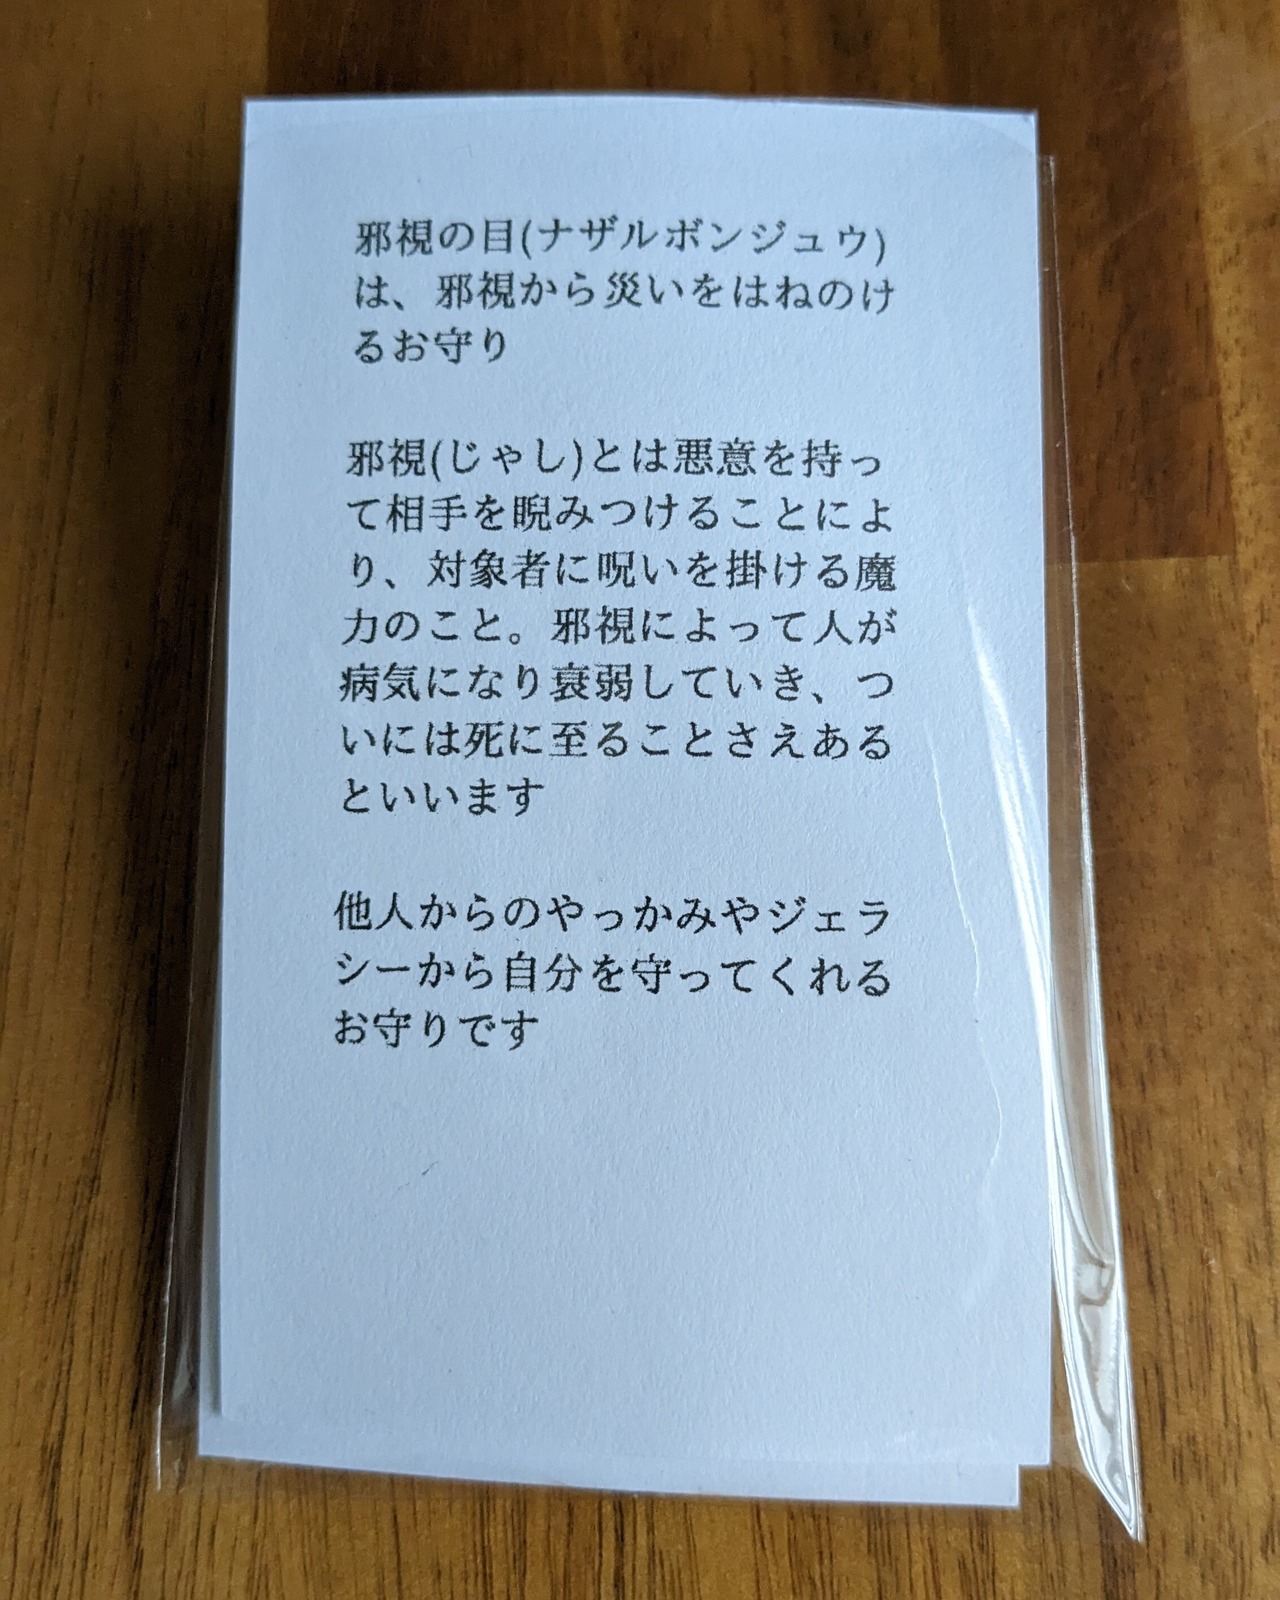 邪視の目(ナザルボンジュウ)
は、邪視から災いをはねのけ
るお守り
邪視(じゃし)とは悪意を持っ
て相手を睨みつけることによ
り、対象者に呪いを掛ける魔
力のこと。邪視によって人が
病気になり衰弱していき、つ
いには死に至ることさえある
といいます
他人からのやっかみやジェラ
シーから自分を守ってくれる
お守りです